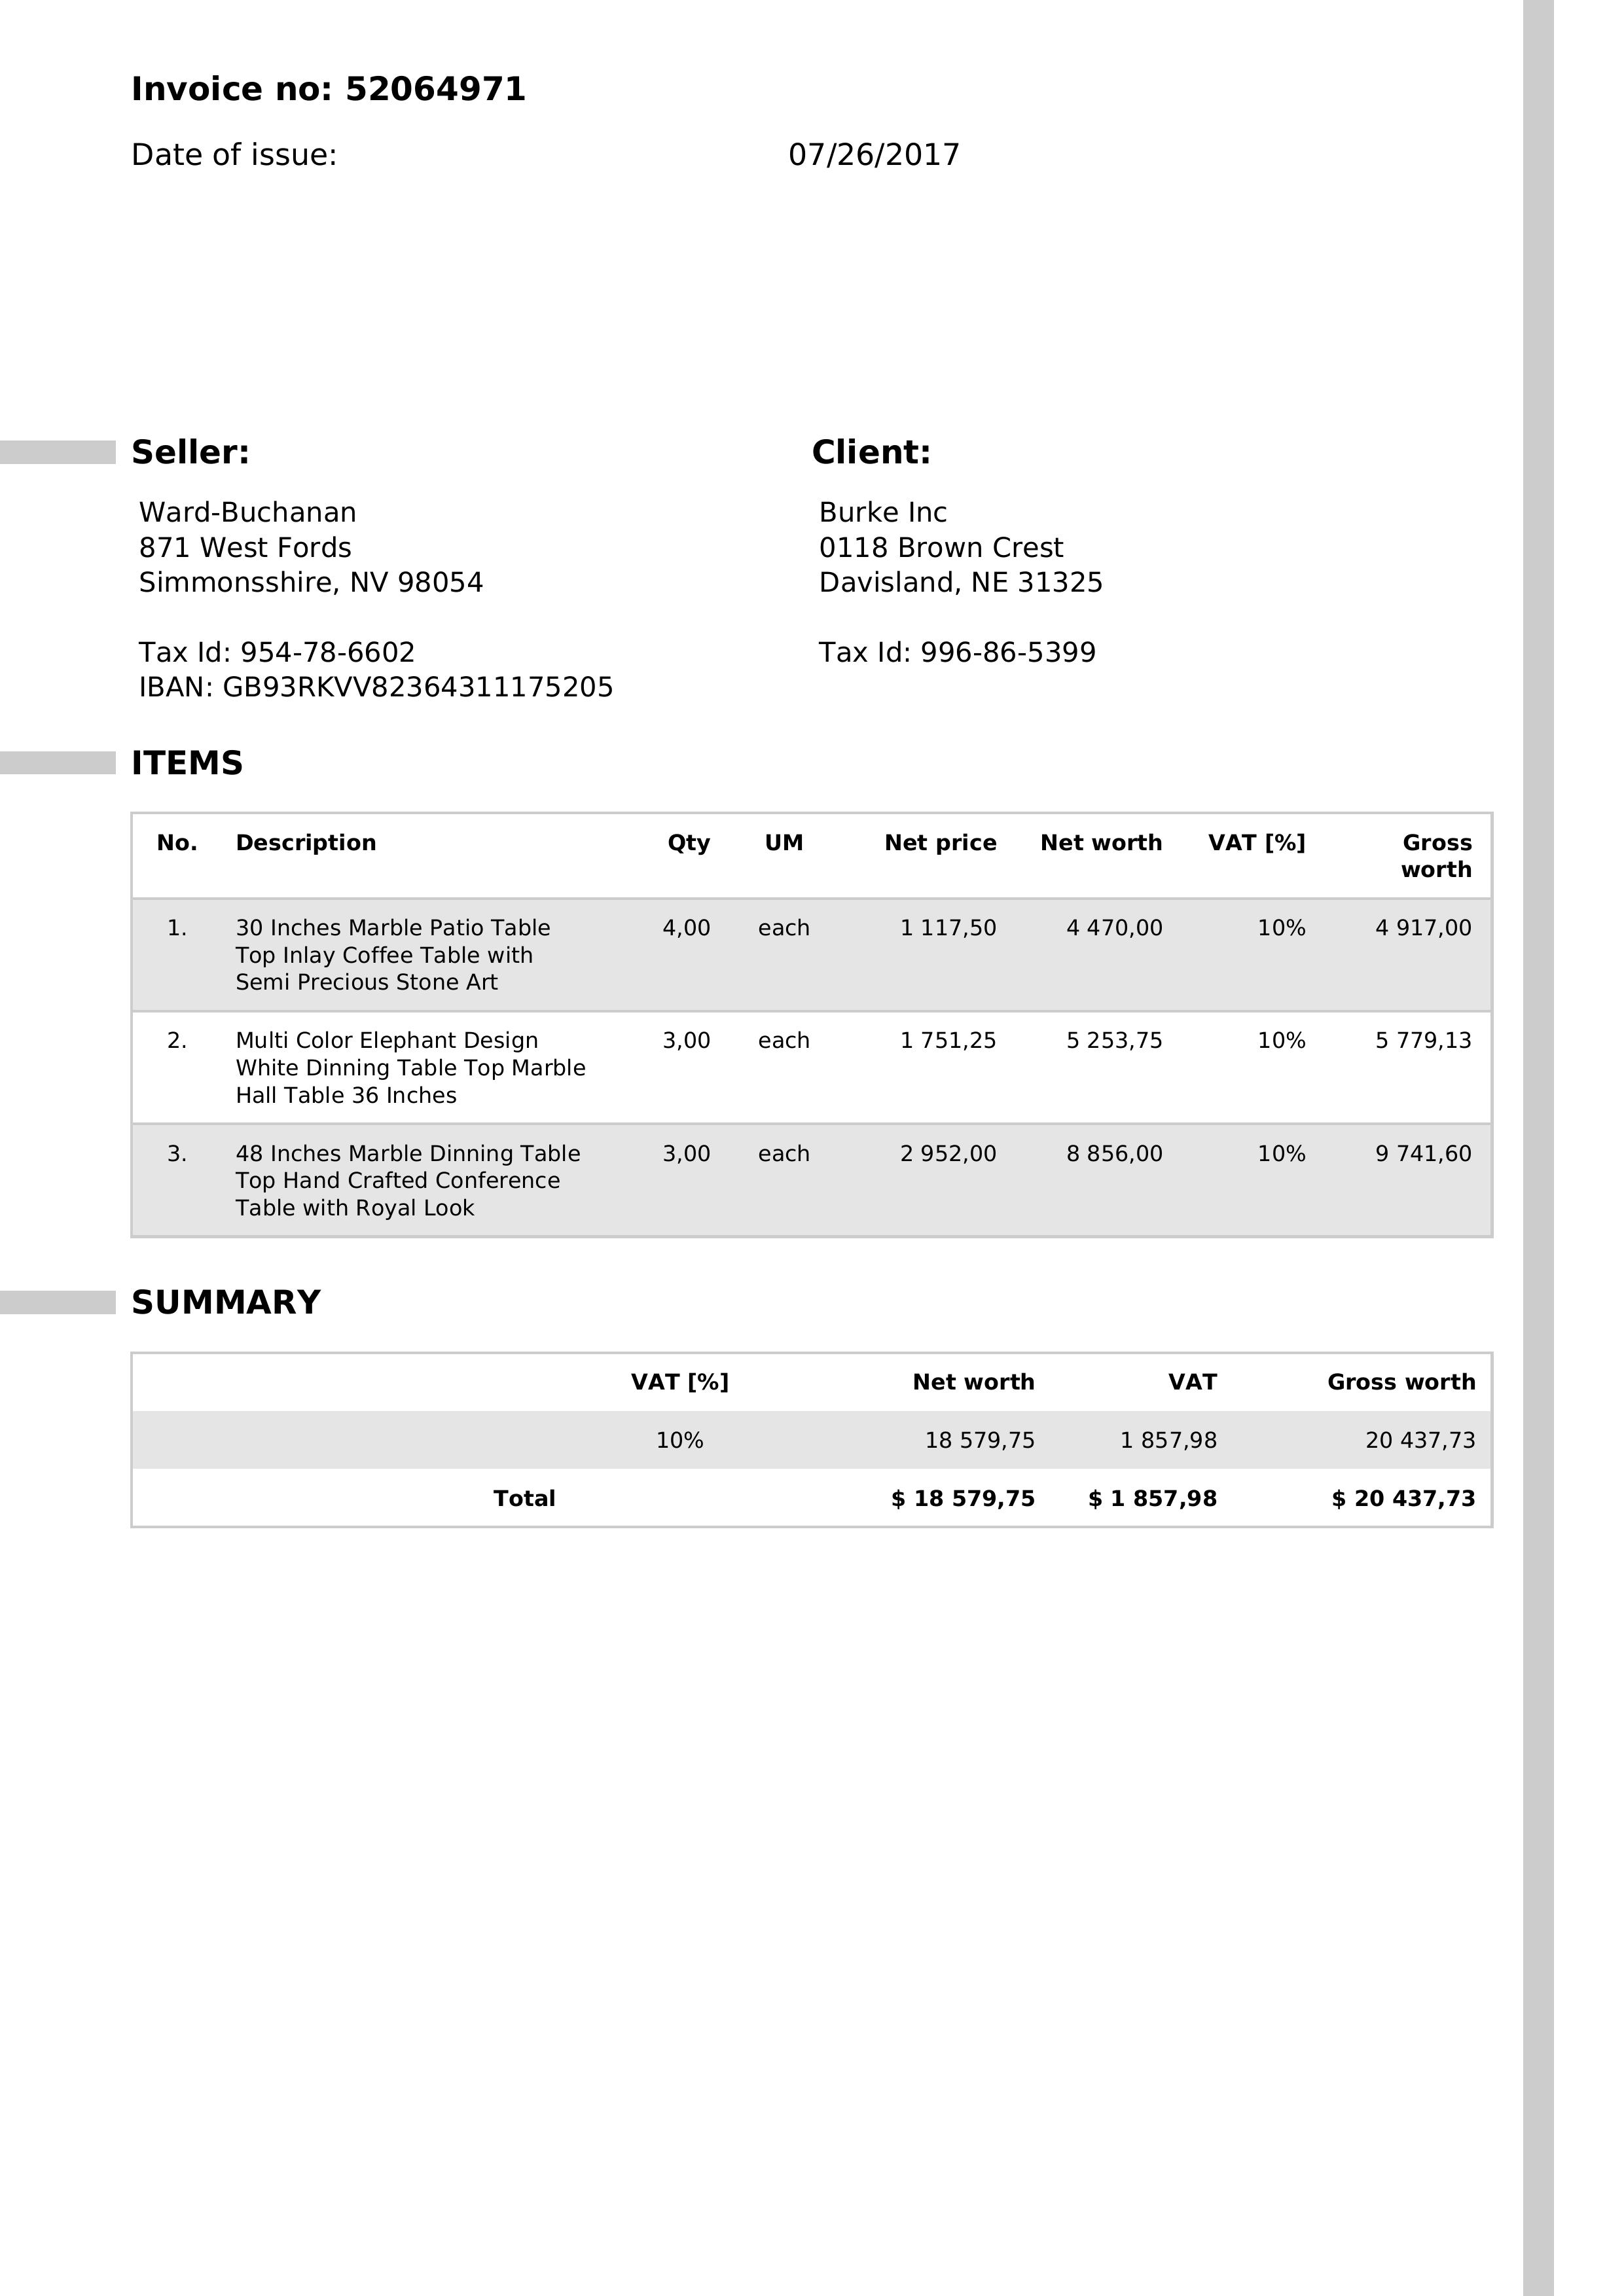 Invoice no: 52064971
Date of issue: 07/26/2017
Seller:
Ward-Buchanan
871 West Fords
Simmonsshire, NV 98054
Tax Id: 954-78-6602
IBAN: GB93RKVV82364311175205
Client:
Burke Inc
0118 Brown Crest
Davisland, NE 31325
Tax Id: 996-86-5399
ITEMS
No. Description Qty UM Net price Net worth VAT [%] Gross
worth
1. 30 Inches Marble Patio Table 4,00 each 1 117,50 4 470,00 10% 4 917,00
Top Inlay Coffee Table with
Semi Precious Stone Art
2. Multi Color Elephant Design 3,00 each 1 751,25 5 253,75 10% 5 779,13
White Dinning Table Top Marble
Hall Table 36 Inches
3. 48 Inches Marble Dinning Table 3,00 each 2 952,00 8 856,00 10% 9 741,60
Top Hand Crafted Conference
Table with Royal Look
SUMMARY
VAT [%] Net worth VAT Gross worth
10% 18 579,75 1 857,98 20 437,73
Total $ 18 579,75 $ 1 857,98 $ 20 437,73